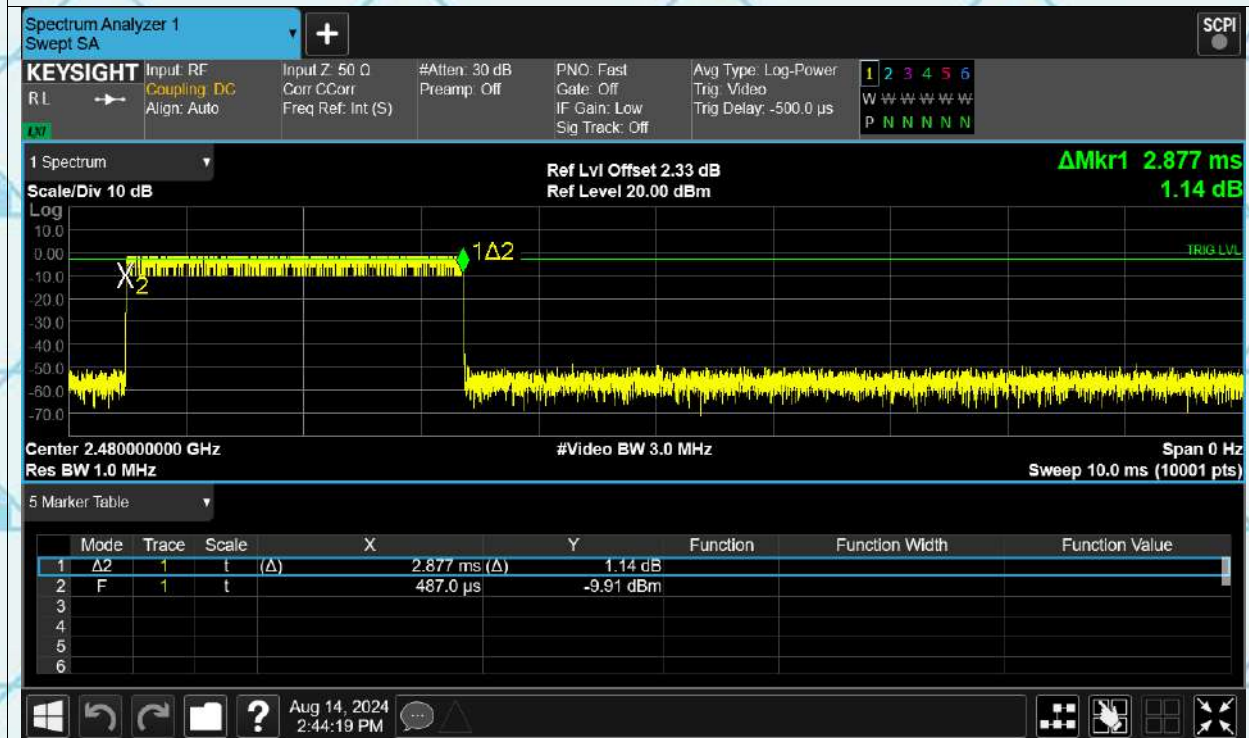 Spectrum Analyzer 1
Swept SA
+
SCPI
KEYSIGHT
RL
LXI
Input: RF
Coupling: DC
Align: Auto
Input Z: 50 Ω
Corr CCorr
Freq Ref: Int (S)
#Atten: 30 dB
Preamp: Off
PNO: Fast
Gate: Off
IF Gain: Low
Sig Track: Off
Avg Type: Log-Power
Trig: Video
Trig Delay: -500.0 µs
1 2 3 4 5 6
W W W W W W
P N N N N N
1 Spectrum
Scale/Div 10 dB
Ref Lvl Offset 2.33 dB
Ref Level 20.00 dBm
ΔMkr1 2.877 ms
1.14 dB
Log
10.0
0.00
-10.0
-20.0
-30.0
-40.0
-50.0
-60.0
-70.0
X2
1Δ2
TRIG LVL
Center 2.480000000 GHz
#Video BW 3.0 MHz
Span 0 Hz
Res BW 1.0 MHz
Sweep 10.0 ms (10001 pts)
5 Marker Table
Mode Trace Scale X Y Function Function Width Function Value
1 Δ2 1 t (Δ) 2.877 ms (Δ) 1.14 dB
2 F 1 t 487.0 µs -9.91 dBm
3
4
5
6
?
Aug 14, 2024
2:44:19 PM